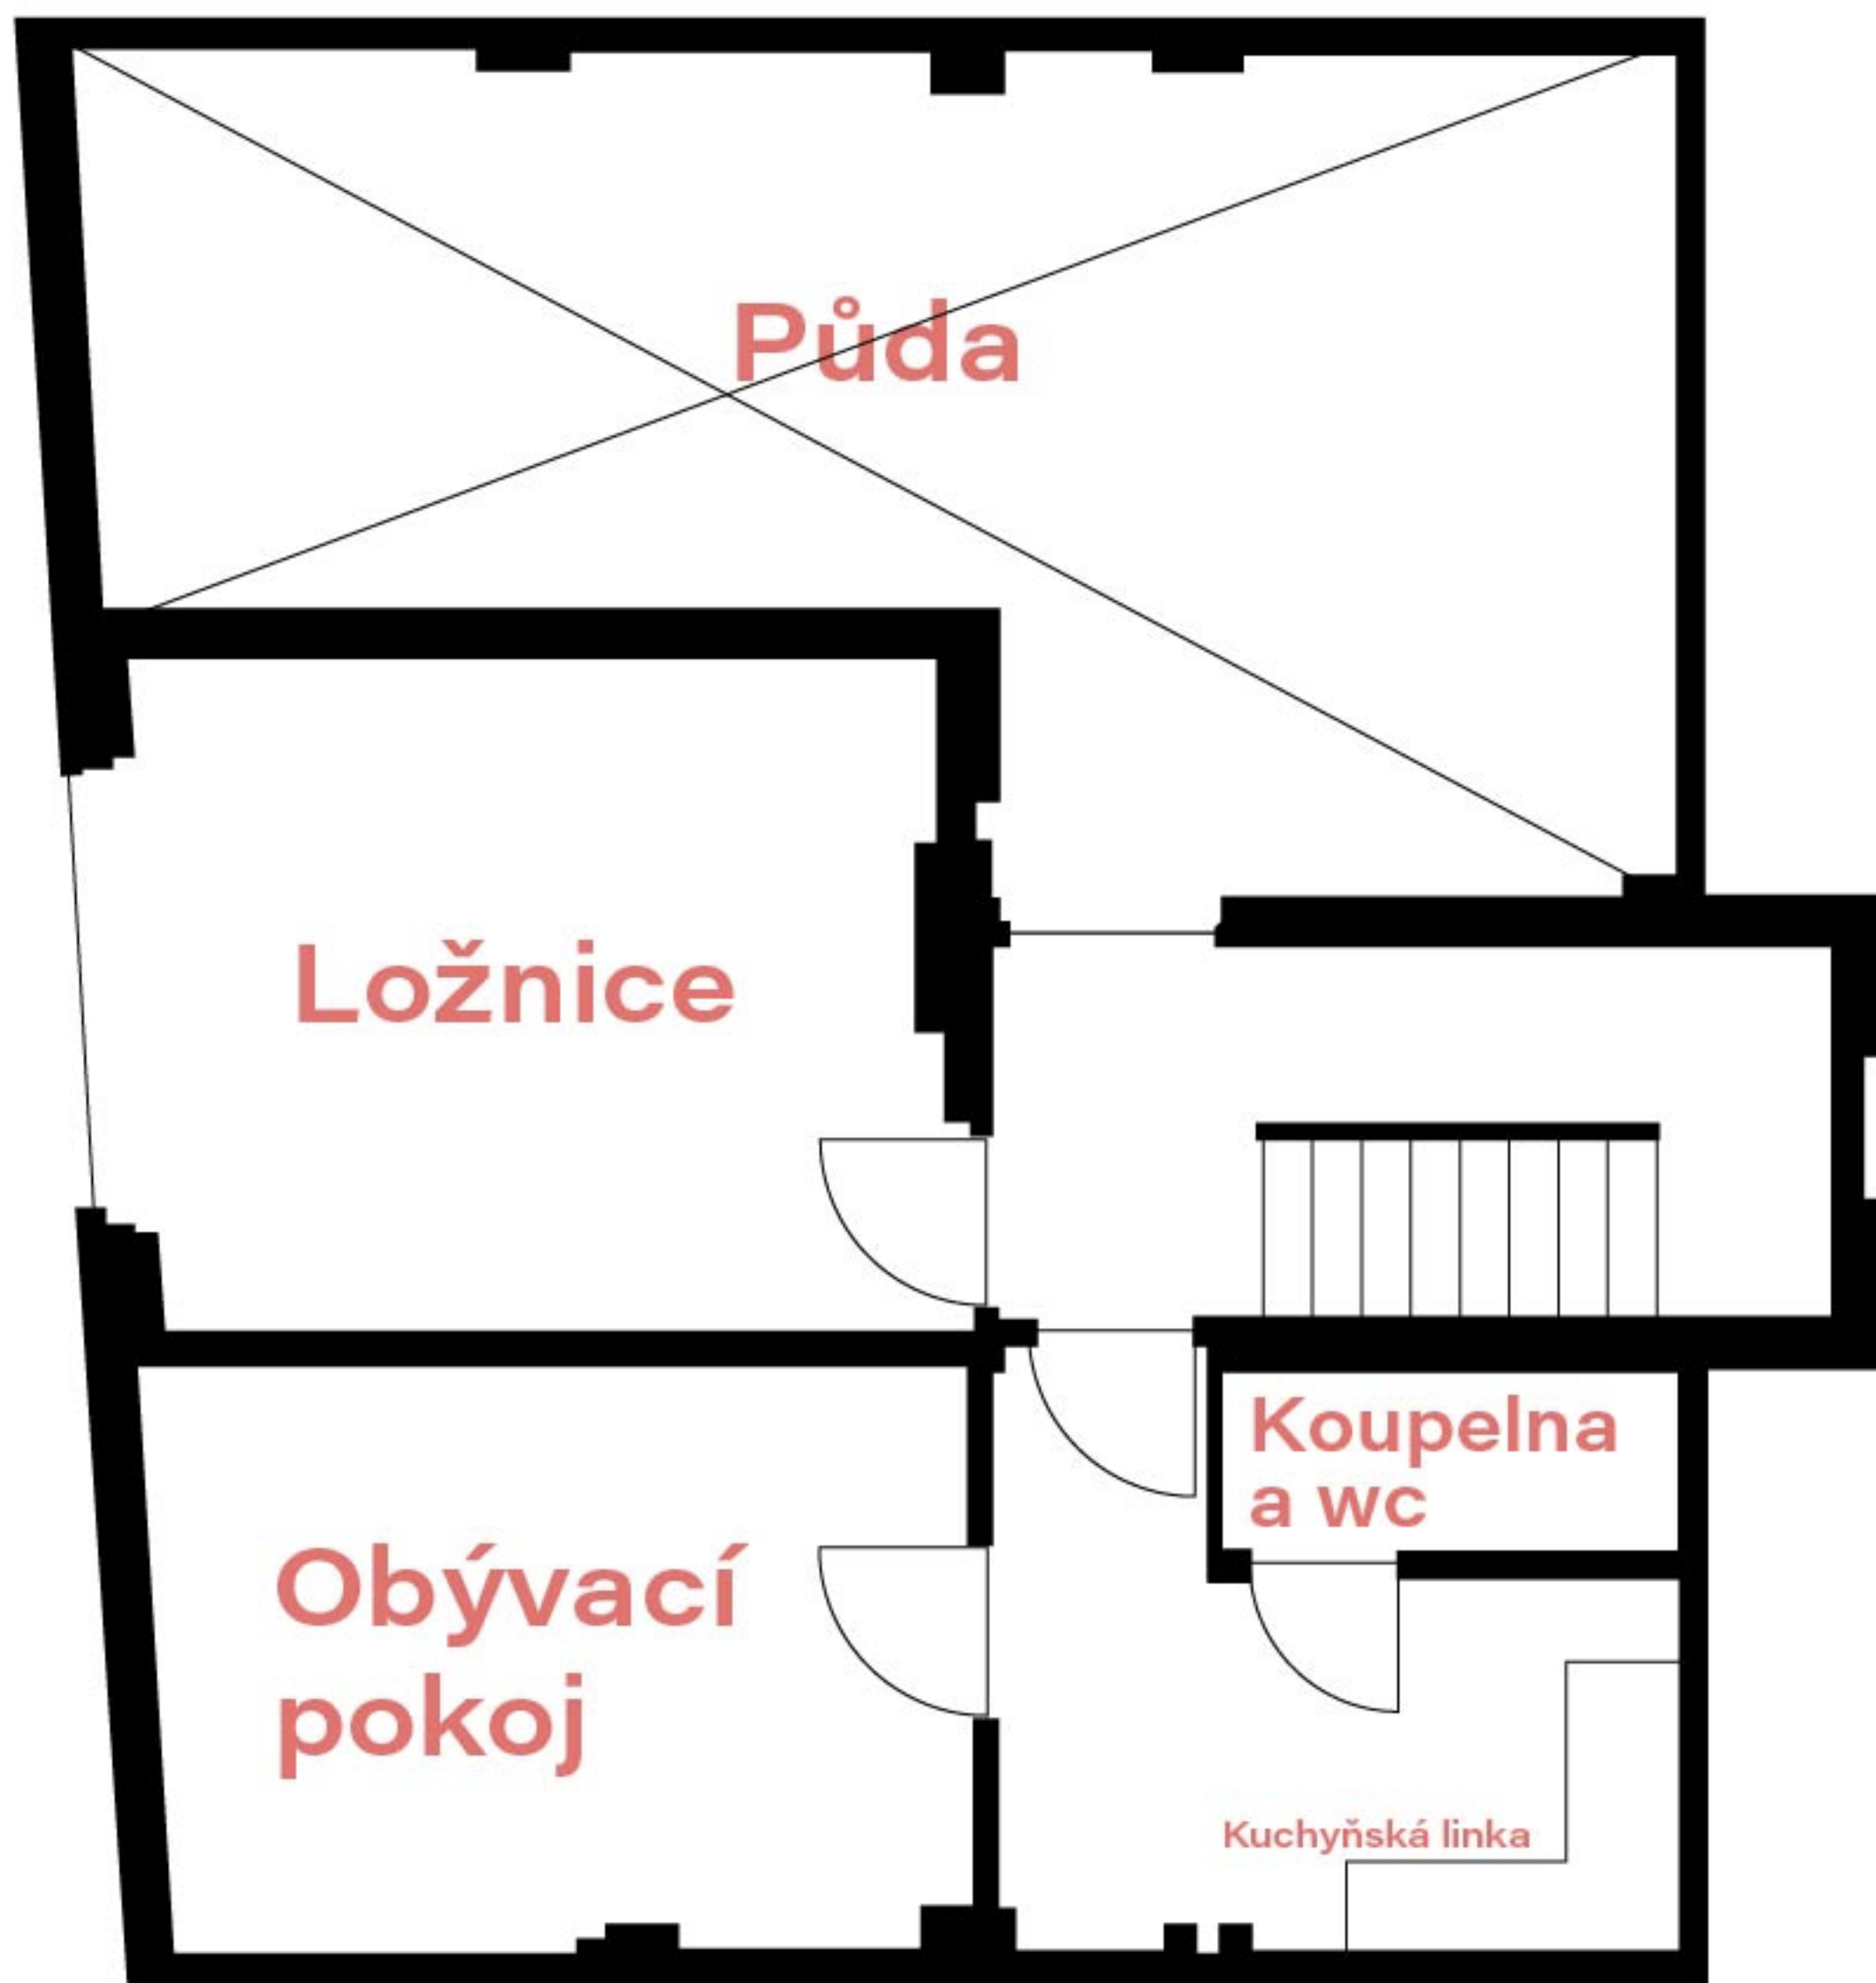 Půda
Ložnice
Koupelna
a wc
Obývací
pokoj
Kuchyňská linka